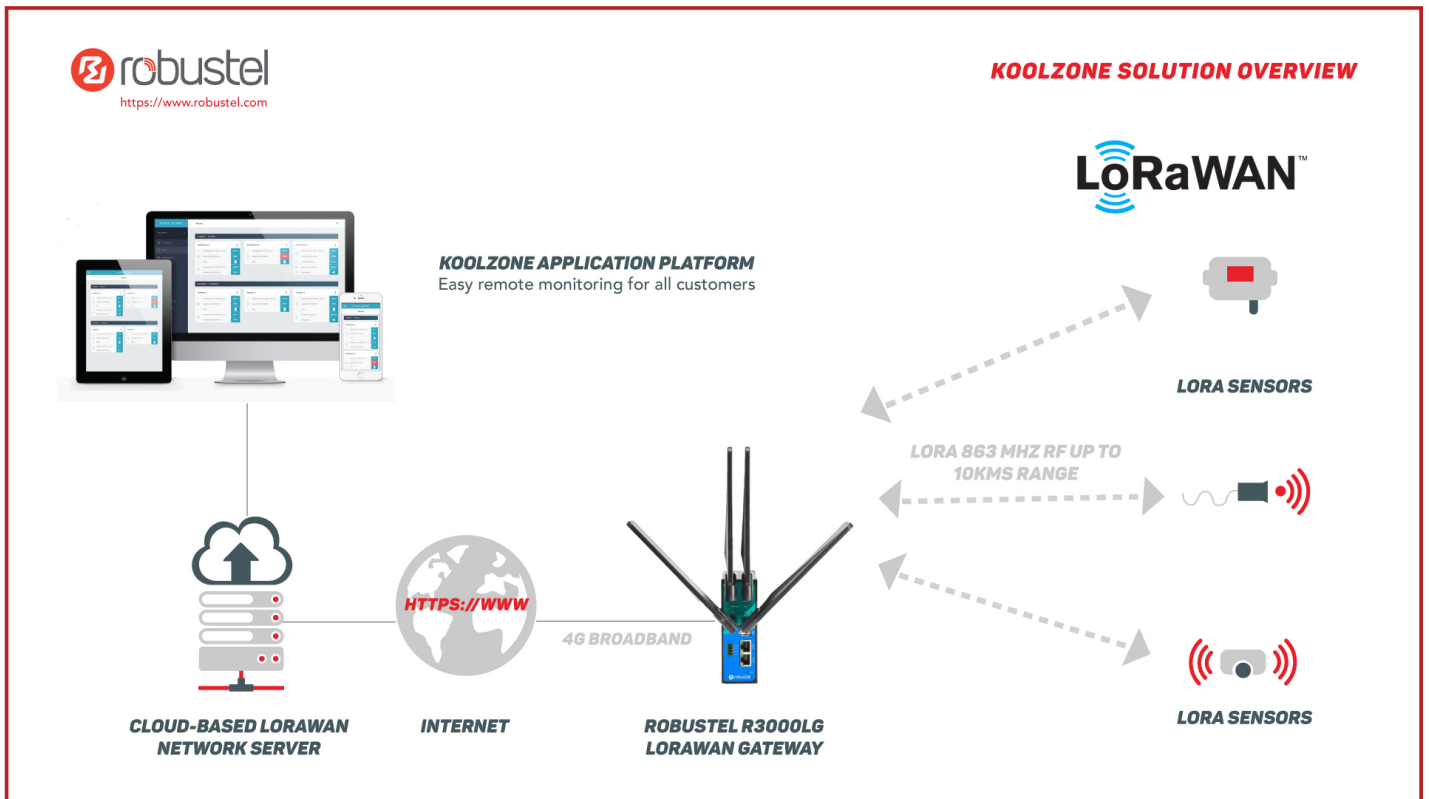 robustel
https://www.robustel.com
KOOLZONE SOLUTION OVERVIEW
LoRaWAN™
KOOLZONE APPLICATION PLATFORM
Easy remote monitoring for all customers
LORA SENSORS
LORA 863 MHZ RF UP TO
10KMS RANGE
HTTPS://WWW
4G BROADBAND
robustel
CLOUD-BASED LORAWAN
NETWORK SERVER
INTERNET
ROBUSTEL R3000LG
LORAWAN GATEWAY
LORA SENSORS